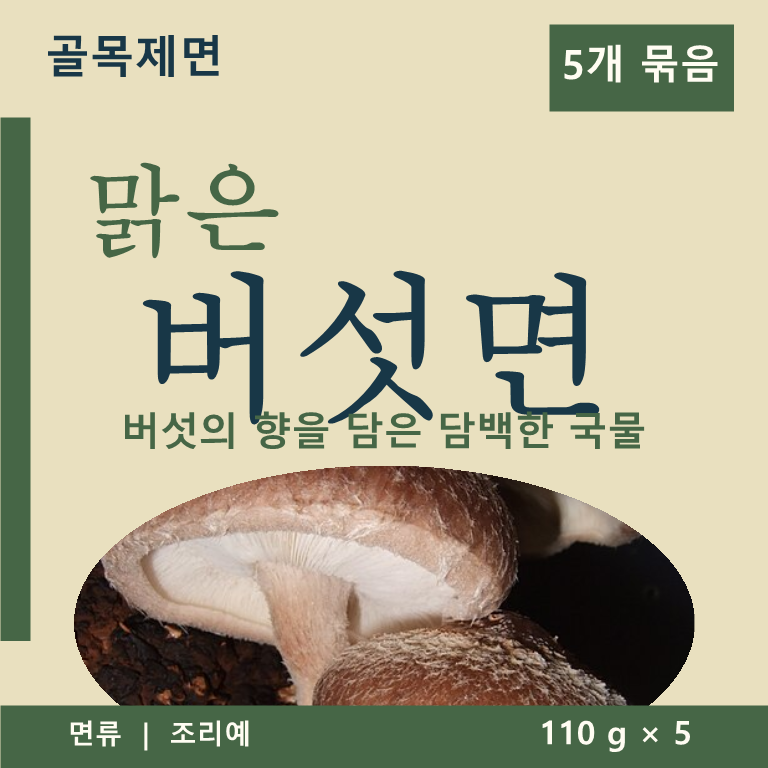 골목제면
5개 묶음
맑은
버섯면
버섯의 향을 담은 담백한 국물
면류 | 조리예
110 g × 5